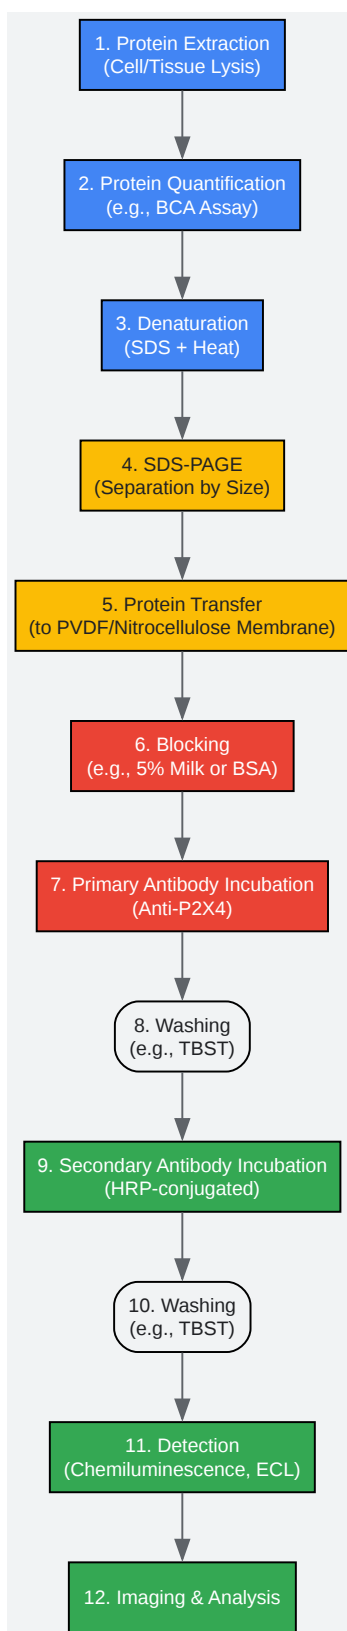 1. Protein Extraction
(Cell/Tissue Lysis)
2. Protein Quantification
(e.g., BCA Assay)
3. Denaturation
(SDS + Heat)
4. SDS-PAGE
(Separation by Size)
5. Protein Transfer
(to PVDF/Nitrocellulose Membrane)
6. Blocking
(e.g., 5% Milk or BSA)
7. Primary Antibody Incubation
(Anti-P2X4)
8. Washing
(e.g., TBST)
9. Secondary Antibody Incubation
(HRP-conjugated)
10. Washing
(e.g., TBST)
11. Detection
(Chemiluminescence, ECL)
12. Imaging & Analysis